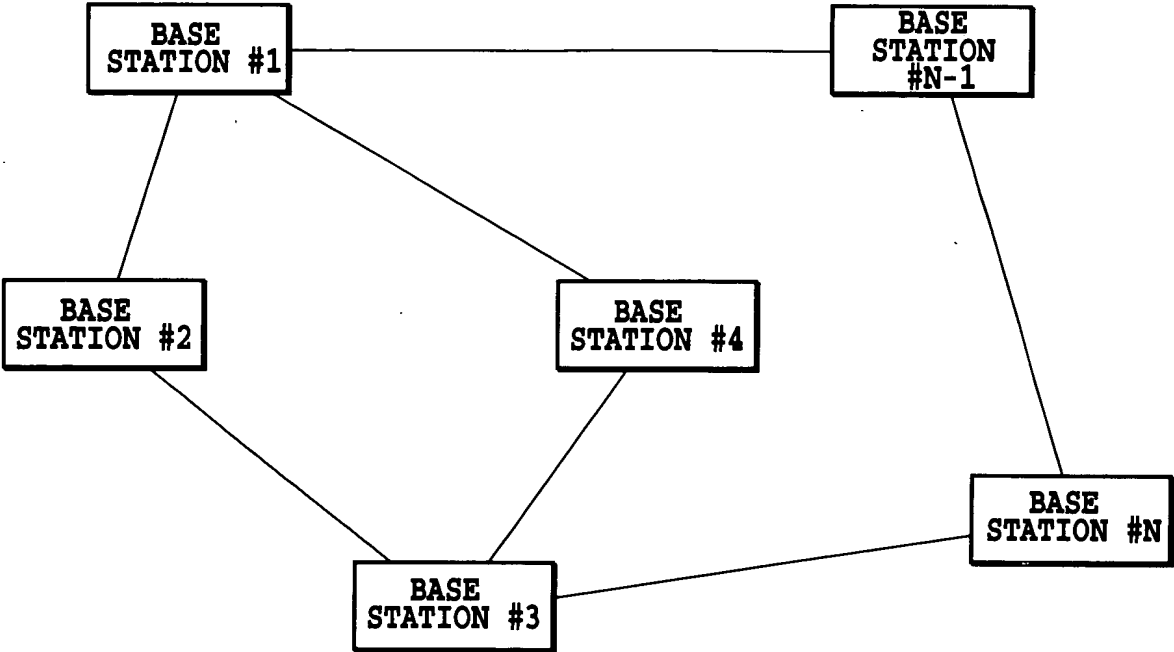 BASE
STATION #1
BASE
STATION
#N-1
BASE
STATION #2
BASE
STATION #4
BASE
STATION #N
BASE
STATION #3